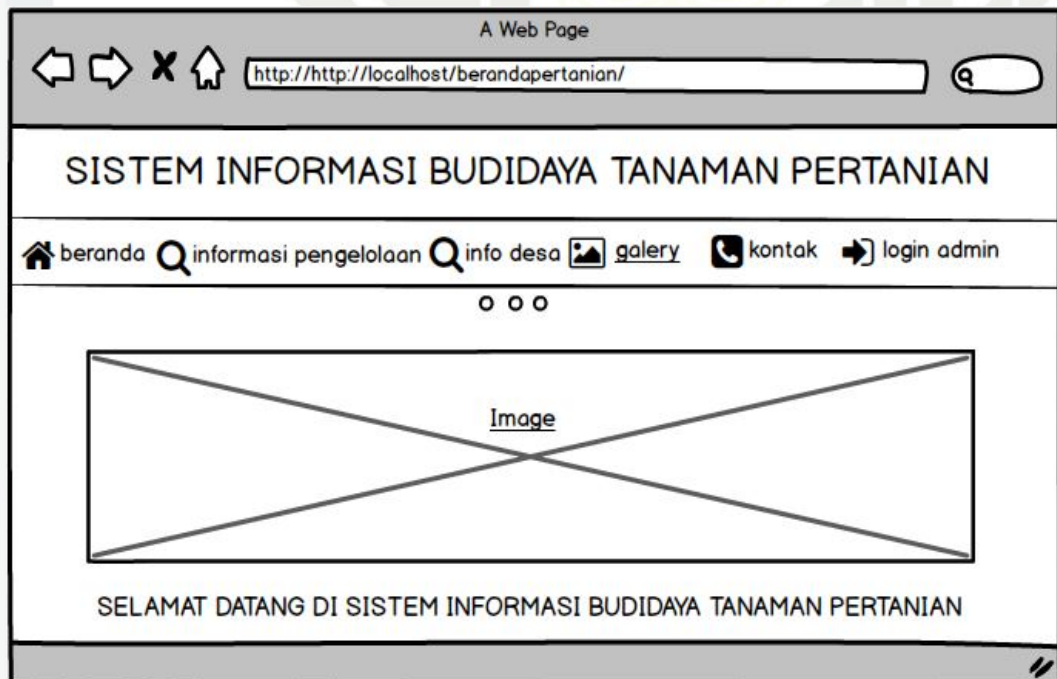 A Web Page
http://http://localhost/berandapertanian/
SISTEM INFORMASI BUDIDAYA TANAMAN PERTANIAN
beranda informasi pengelolaan info desa galery kontak login admin
Image
SELAMAT DATANG DI SISTEM INFORMASI BUDIDAYA TANAMAN PERTANIAN